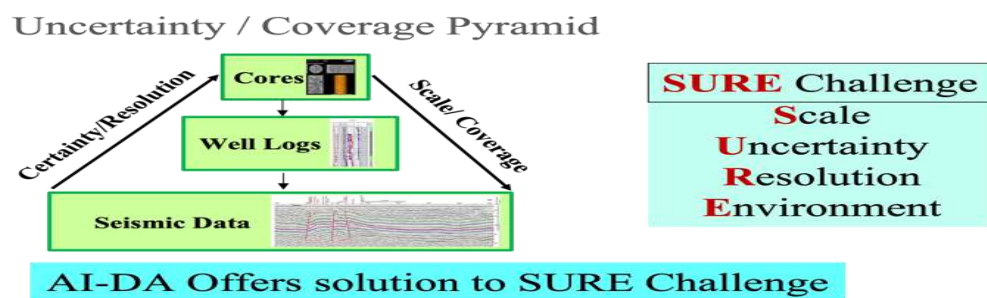 Uncertainty / Coverage Pyramid
Cores
Certainty/Resolution
Scale/ Coverage
Well Logs
Seismic Data
SURE Challenge
Scale
Uncertainty
Resolution
Environment
AI-DA Offers solution to SURE Challenge